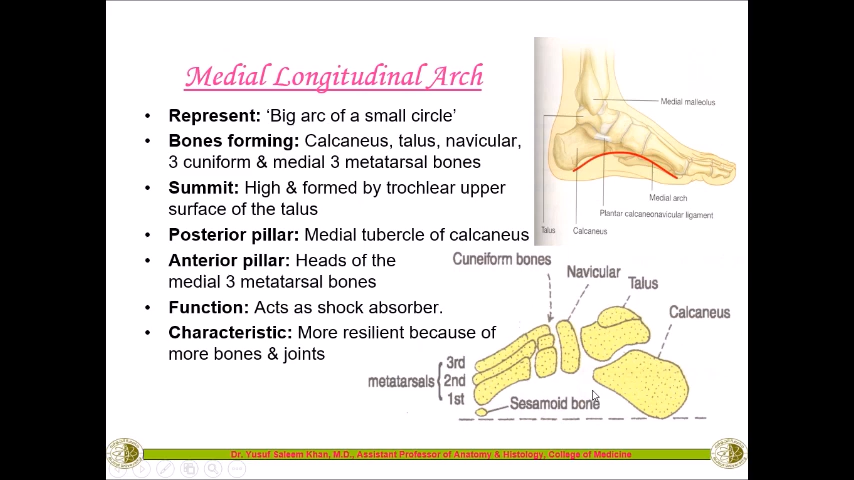 Medial Longitudinal Arch
• Represent: ‘Big arc of a small circle’
• Bones forming: Calcaneus, talus, navicular,
3 cuniform & medial 3 metatarsal bones
• Summit: High & formed by trochlear upper
surface of the talus
• Posterior pillar: Medial tubercle of calcaneus
• Anterior pillar: Heads of the
medial 3 metatarsal bones
• Function: Acts as shock absorber.
• Characteristic: More resilient because of
more bones & joints
Medial malleolus
Medial arch
Plantar calcaneonavicular ligament
Talus
Calcaneus
Cuneiform bones
Navicular
Talus
Calcaneus
3rd
metatarsals 2nd
1st
Sesamoid bone
Dr. Yusuf Saleem Khan, M.D., Assistant Professor of Anatomy & Histology, College of Medicine